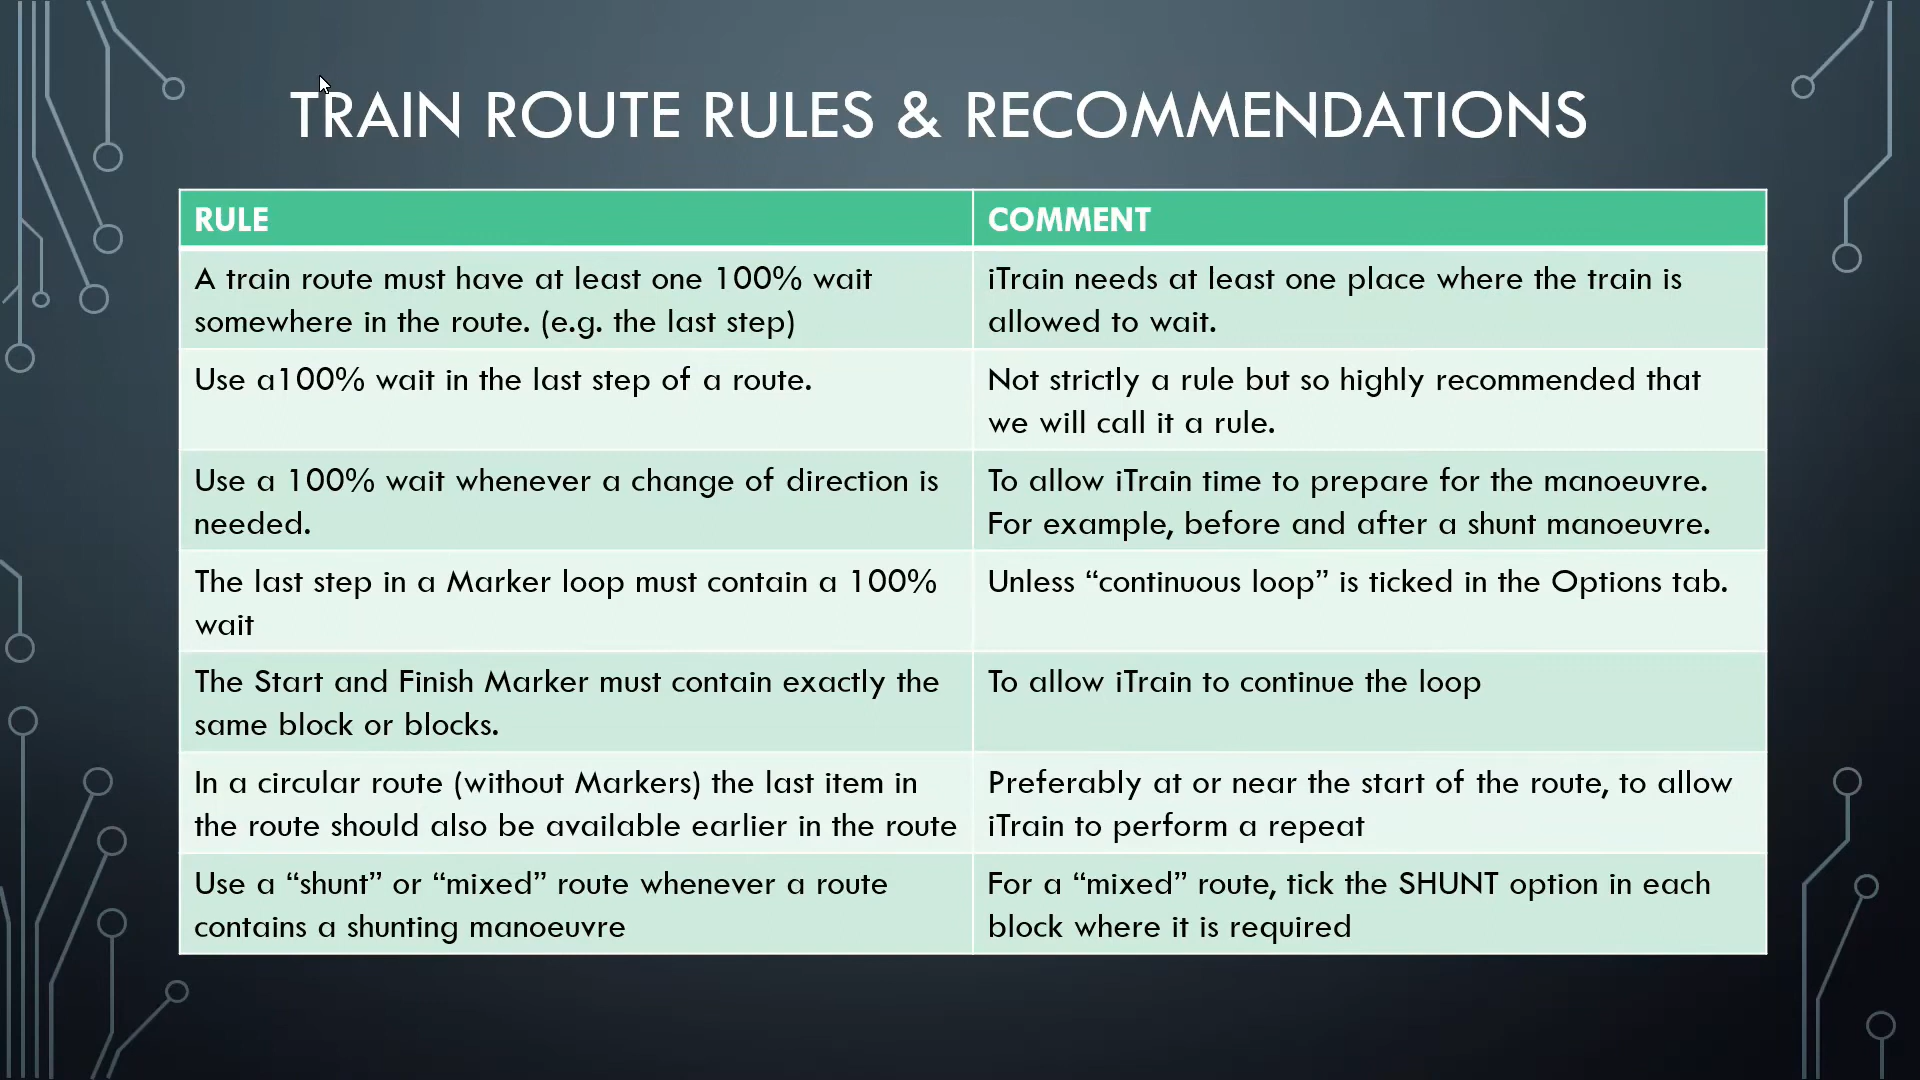 TRAIN ROUTE RULES & RECOMMENDATIONS
RULE
COMMENT
A train route must have at least one 100% wait
somewhere in the route. (e.g. the last step)
iTrain needs at least one place where the train is
allowed to wait.
Use a100% wait in the last step of a route.
Not strictly a rule but so highly recommended that
we will call it a rule.
Use a 100% wait whenever a change of direction is
needed.
To allow iTrain time to prepare for the manoeuvre.
For example, before and after a shunt manoeuvre.
The last step in a Marker loop must contain a 100%
wait
Unless “continuous loop” is ticked in the Options tab.
The Start and Finish Marker must contain exactly the
same block or blocks.
To allow iTrain to continue the loop
In a circular route (without Markers) the last item in
the route should also be available earlier in the route
Preferably at or near the start of the route, to allow
iTrain to perform a repeat
Use a “shunt” or “mixed” route whenever a route
contains a shunting manoeuvre
For a “mixed” route, tick the SHUNT option in each
block where it is required